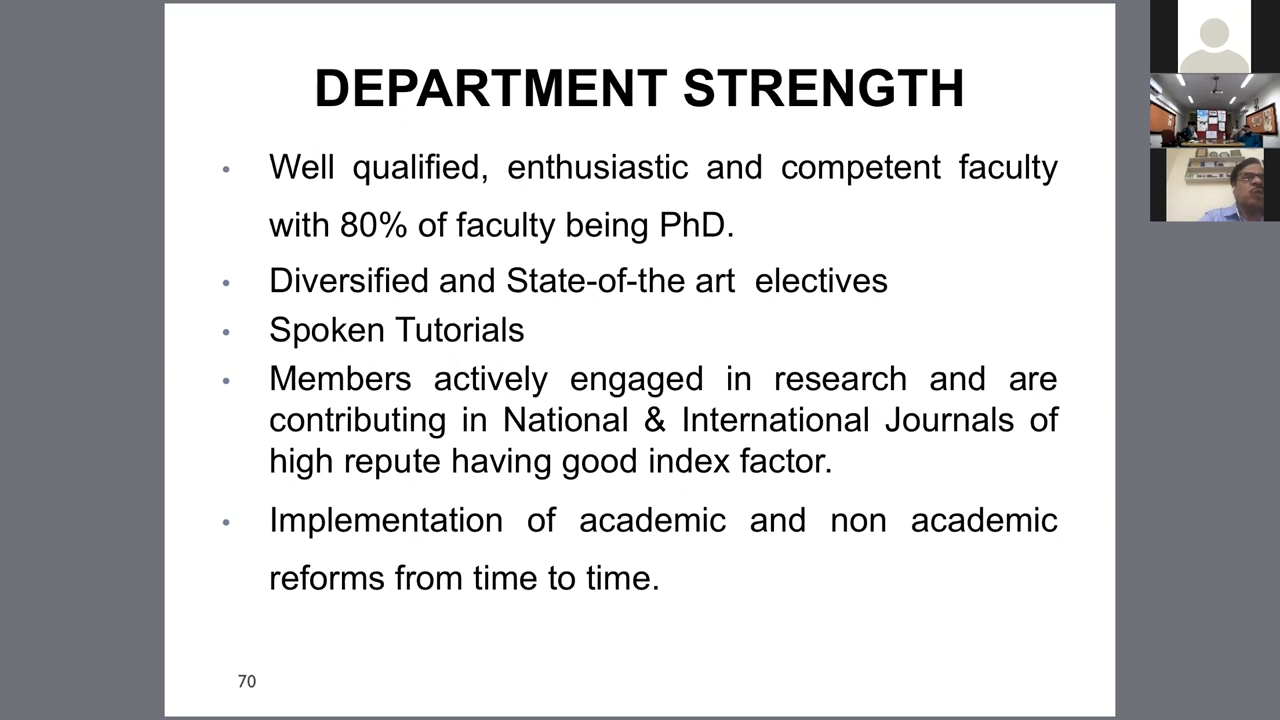 DEPARTMENT STRENGTH
• Well qualified, enthusiastic and competent faculty
with 80% of faculty being PhD.
• Diversified and State-of-the art electives
• Spoken Tutorials
• Members actively engaged in research and are
contributing in National & International Journals of
high repute having good index factor.
• Implementation of academic and non academic
reforms from time to time.
70